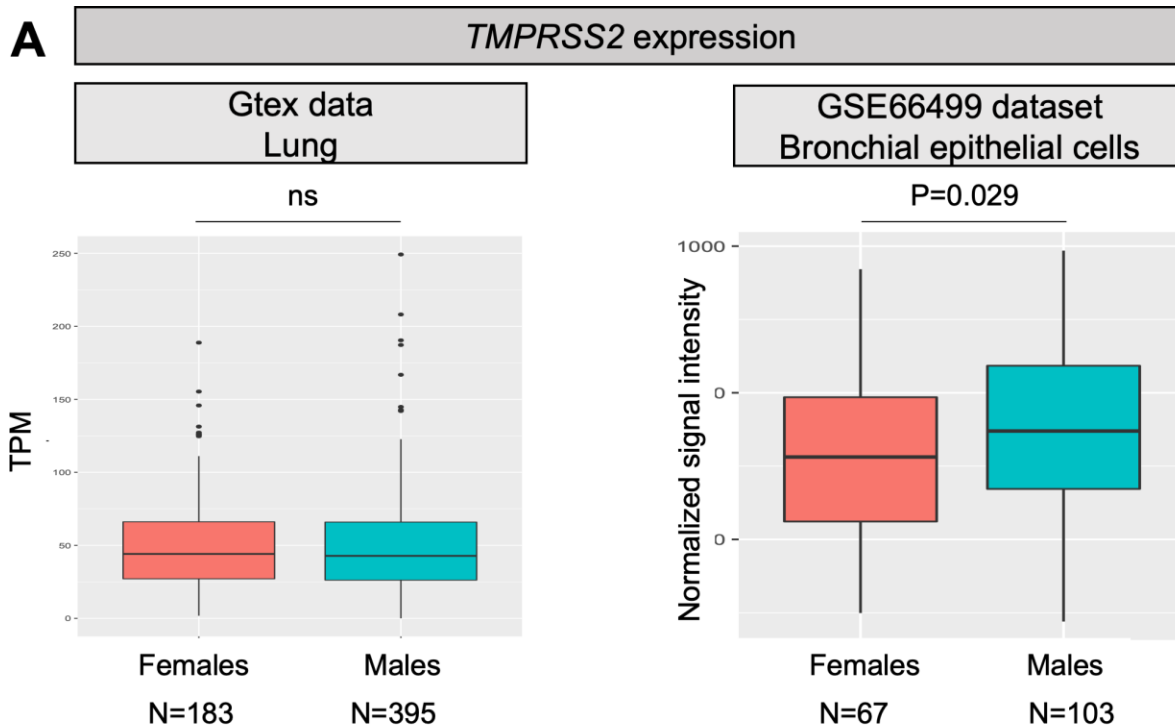 A
TMPRSS2 expression
Gtex data
Lung
ns
TPM
250
200
150
100
50
0
Females
Males
N=183
N=395
GSE66499 dataset
Bronchial epithelial cells
P=0.029
Normalized signal intensity
1000
0
0
Females
Males
N=67
N=103